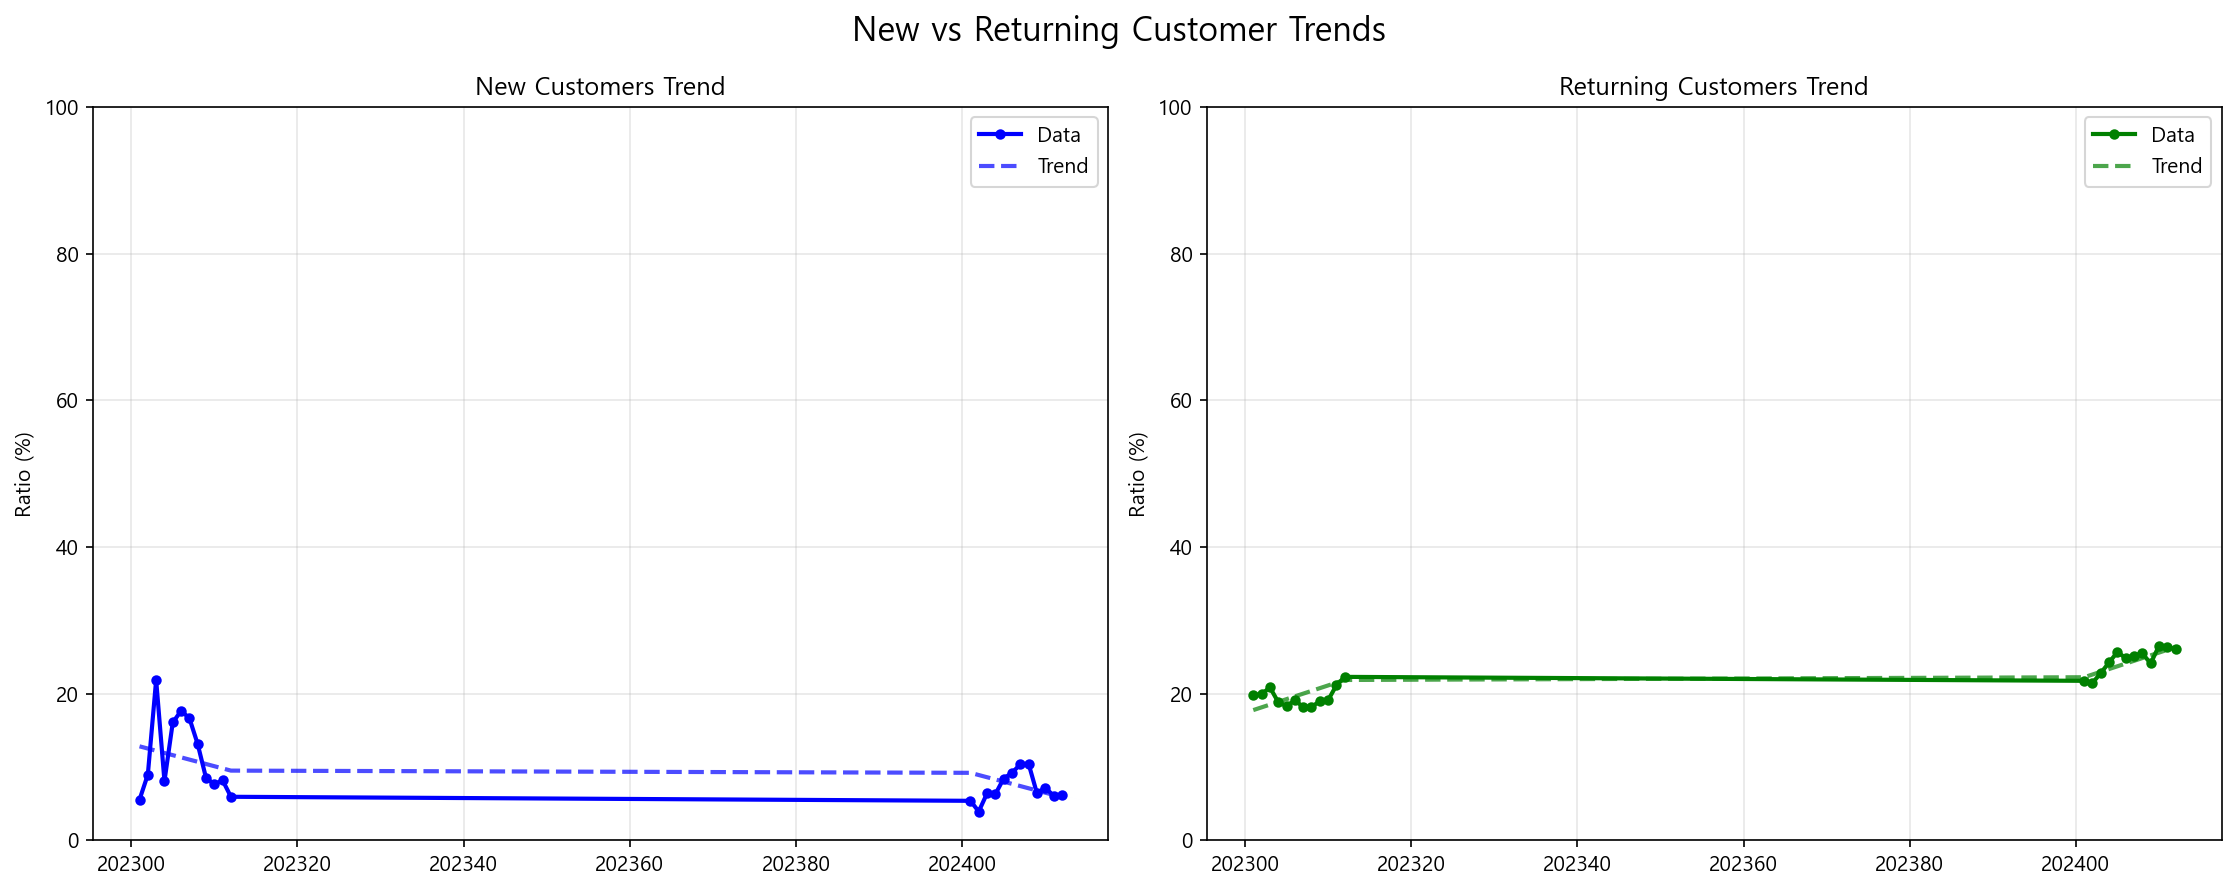 New vs Returning Customer Trends
New Customers Trend
100
80
60
40
20
0
Ratio (%)
202300 202320 202340 202360 202380 202400
Data
Trend
Returning Customers Trend
100
80
60
40
20
0
Ratio (%)
202300 202320 202340 202360 202380 202400
Data
Trend